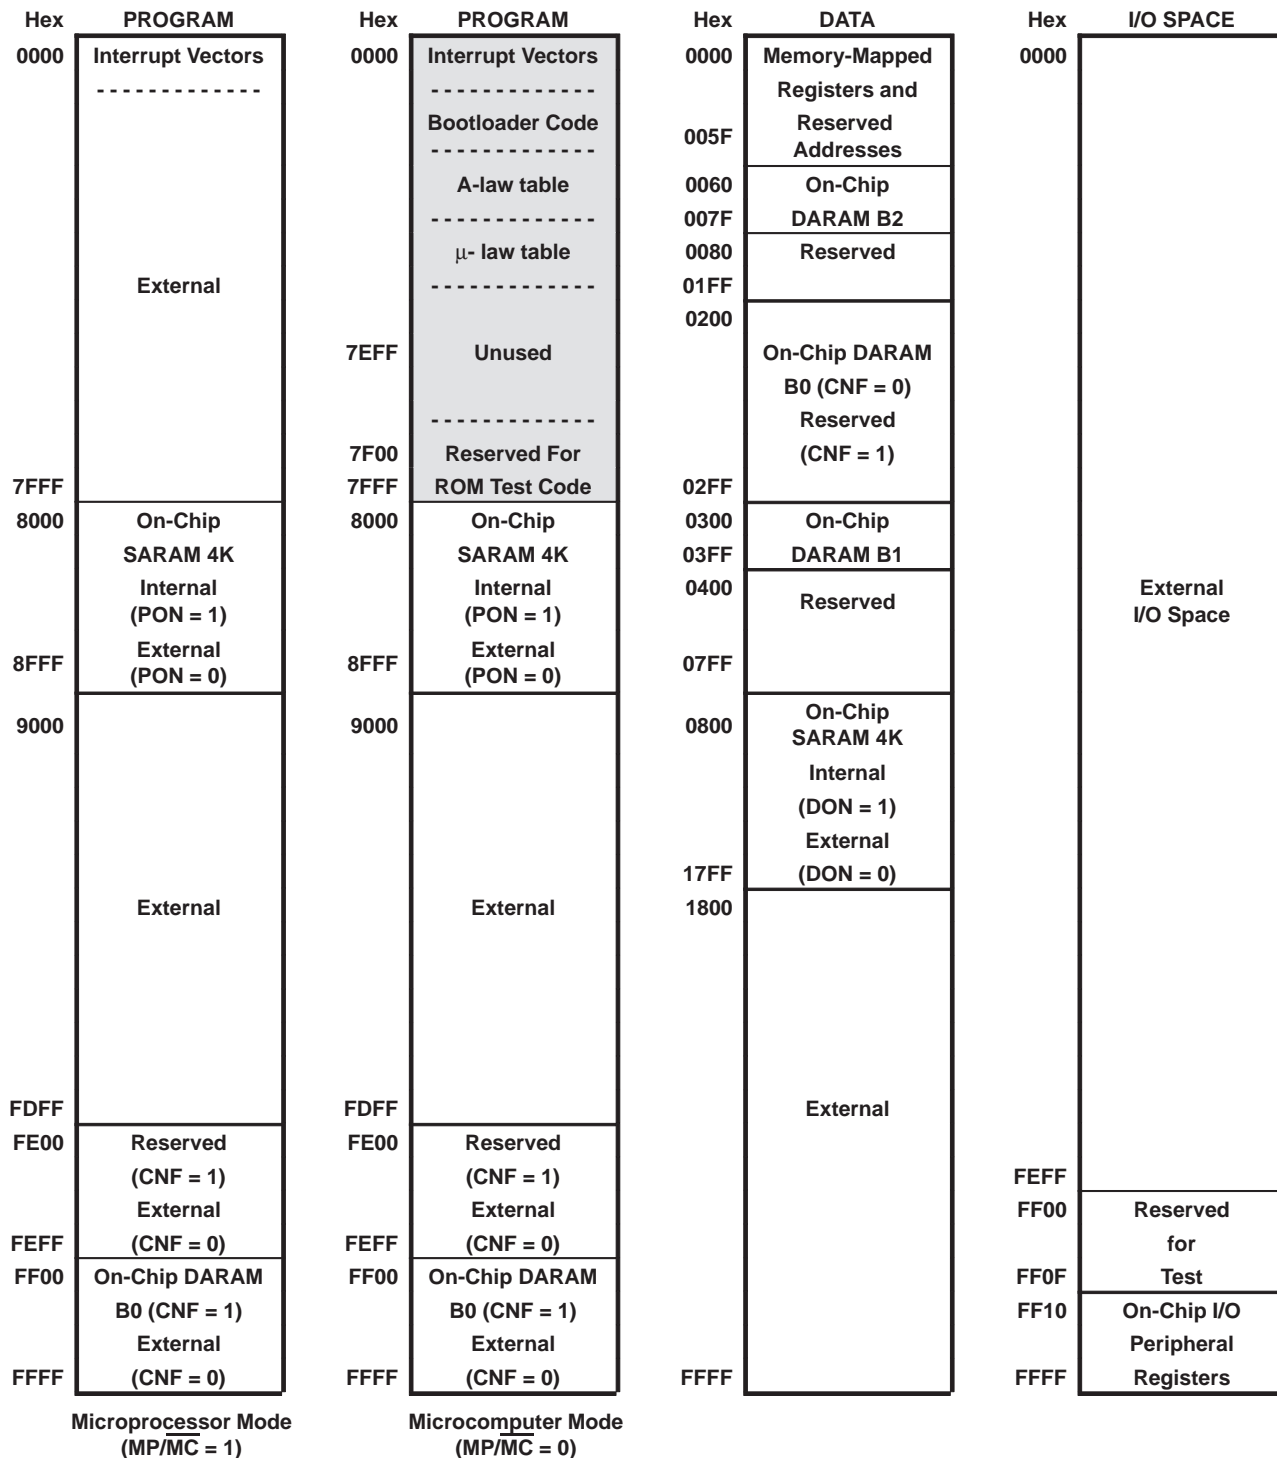 Hex PROGRAM
0000 Interrupt Vectors
- - - - - - - - - - - - -
External
7FFF
8000 On-Chip
SARAM 4K
Internal
(PON = 1)
External
8FFF (PON = 0)
9000
External
FDFF
FE00 Reserved
(CNF = 1)
External
FEFF (CNF = 0)
FF00 On-Chip DARAM
B0 (CNF = 1)
External
FFFF (CNF = 0)
Microprocessor Mode
(MP/M̅C̅ = 1)
Hex PROGRAM
0000 Interrupt Vectors
- - - - - - - - - - - - -
Bootloader Code
- - - - - - - - - - - - -
A-law table
- - - - - - - - - - - - -
µ- law table
- - - - - - - - - - - - -
7EFF Unused
- - - - - - - - - - - - -
7F00 Reserved For
7FFF ROM Test Code
8000 On-Chip
SARAM 4K
Internal
(PON = 1)
External
8FFF (PON = 0)
9000
External
FDFF
FE00 Reserved
(CNF = 1)
External
FEFF (CNF = 0)
FF00 On-Chip DARAM
B0 (CNF = 1)
External
FFFF (CNF = 0)
Microcomputer Mode
(MP/M̅C̅ = 0)
Hex DATA
0000 Memory-Mapped
Registers and
Reserved
005F Addresses
0060 On-Chip
007F DARAM B2
0080 Reserved
01FF
0200
On-Chip DARAM
B0 (CNF = 0)
Reserved
(CNF = 1)
02FF
0300 On-Chip
03FF DARAM B1
0400
Reserved
07FF
On-Chip
0800 SARAM 4K
Internal
(DON = 1)
External
17FF (DON = 0)
1800
External
FFFF
Hex I/O SPACE
0000
External
I/O Space
FEFF
FF00 Reserved
for
FF0F Test
FF10 On-Chip I/O
Peripheral
FFFF Registers